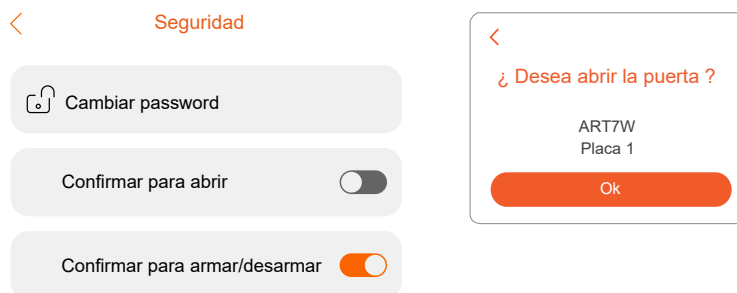 Seguridad
Cambiar password
Confirmar para abrir
Confirmar para armar/desarmar
¿ Desea abrir la puerta ?
ART7W
Placa 1
Ok